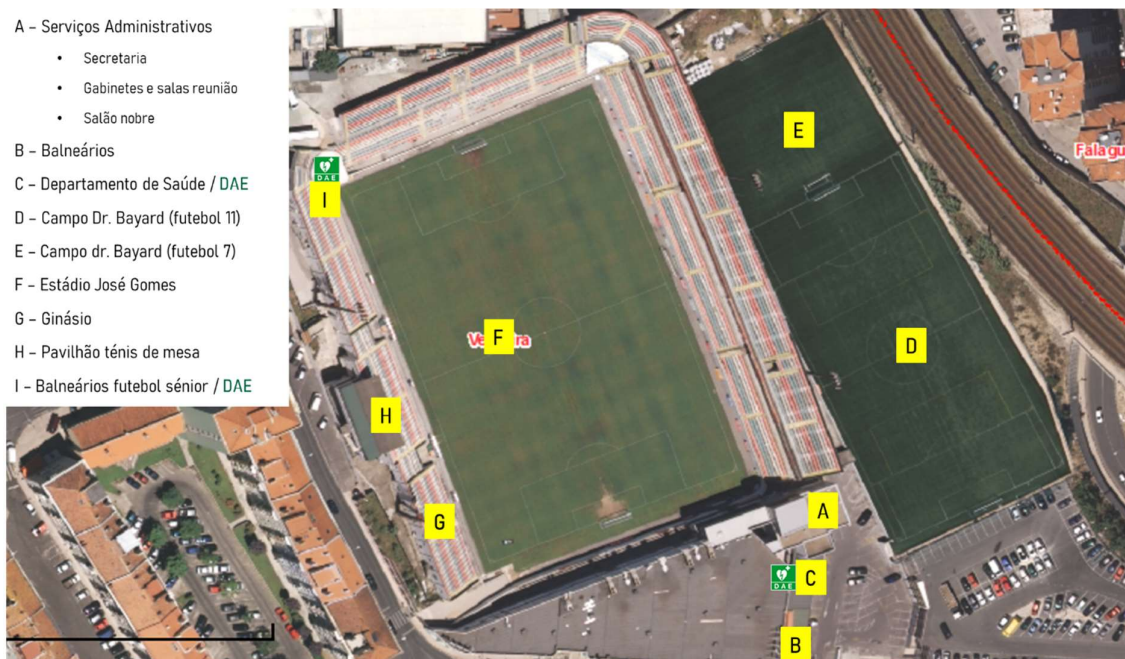 A – Serviços Administrativos
• Secretaria
• Gabinetes e salas reunião
• Salão nobre
B – Balneários
C – Departamento de Saúde / DAE
D – Campo Dr. Bayard (futebol 11)
E – Campo dr. Bayard (futebol 7)
F – Estádio José Gomes
G – Ginásio
H – Pavilhão ténis de mesa
I – Balneários futebol sénior / DAE
E
Falagu
DAE
I
F
D
H
G
A
DAE
C
B